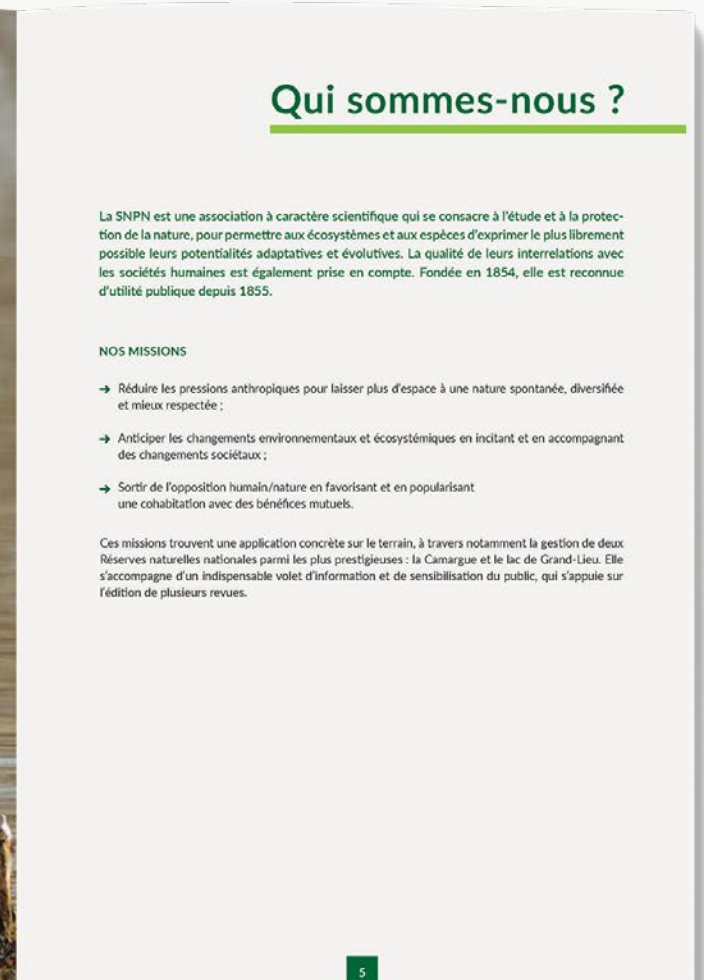 Qui sommes-nous ?
La SNPN est une association à caractère scientifique qui se consacre à l'étude et à la protec-
tion de la nature, pour permettre aux écosystèmes et aux espèces d'exprimer le plus librement
possible leurs potentialités adaptatives et évolutives. La qualité de leurs interrelations avec
les sociétés humaines est également prise en compte. Fondée en 1854, elle est reconnue
d'utilité publique depuis 1855.
NOS MISSIONS
➔ Réduire les pressions anthropiques pour laisser plus d'espace à une nature spontanée, diversifiée
et mieux respectée ;
➔ Anticiper les changements environnementaux et écosystémiques en incitant et en accompagnant
des changements sociétaux ;
➔ Sortir de l'opposition humain/nature en favorisant et en popularisant
une cohabitation avec des bénéfices mutuels.
Ces missions trouvent une application concrète sur le terrain, à travers notamment la gestion de deux
Réserves naturelles nationales parmi les plus prestigieuses : la Camargue et le lac de Grand-Lieu. Elle
s'accompagne d'un indispensable volet d'information et de sensibilisation du public, qui s'appuie sur
l'édition de plusieurs revues.
5